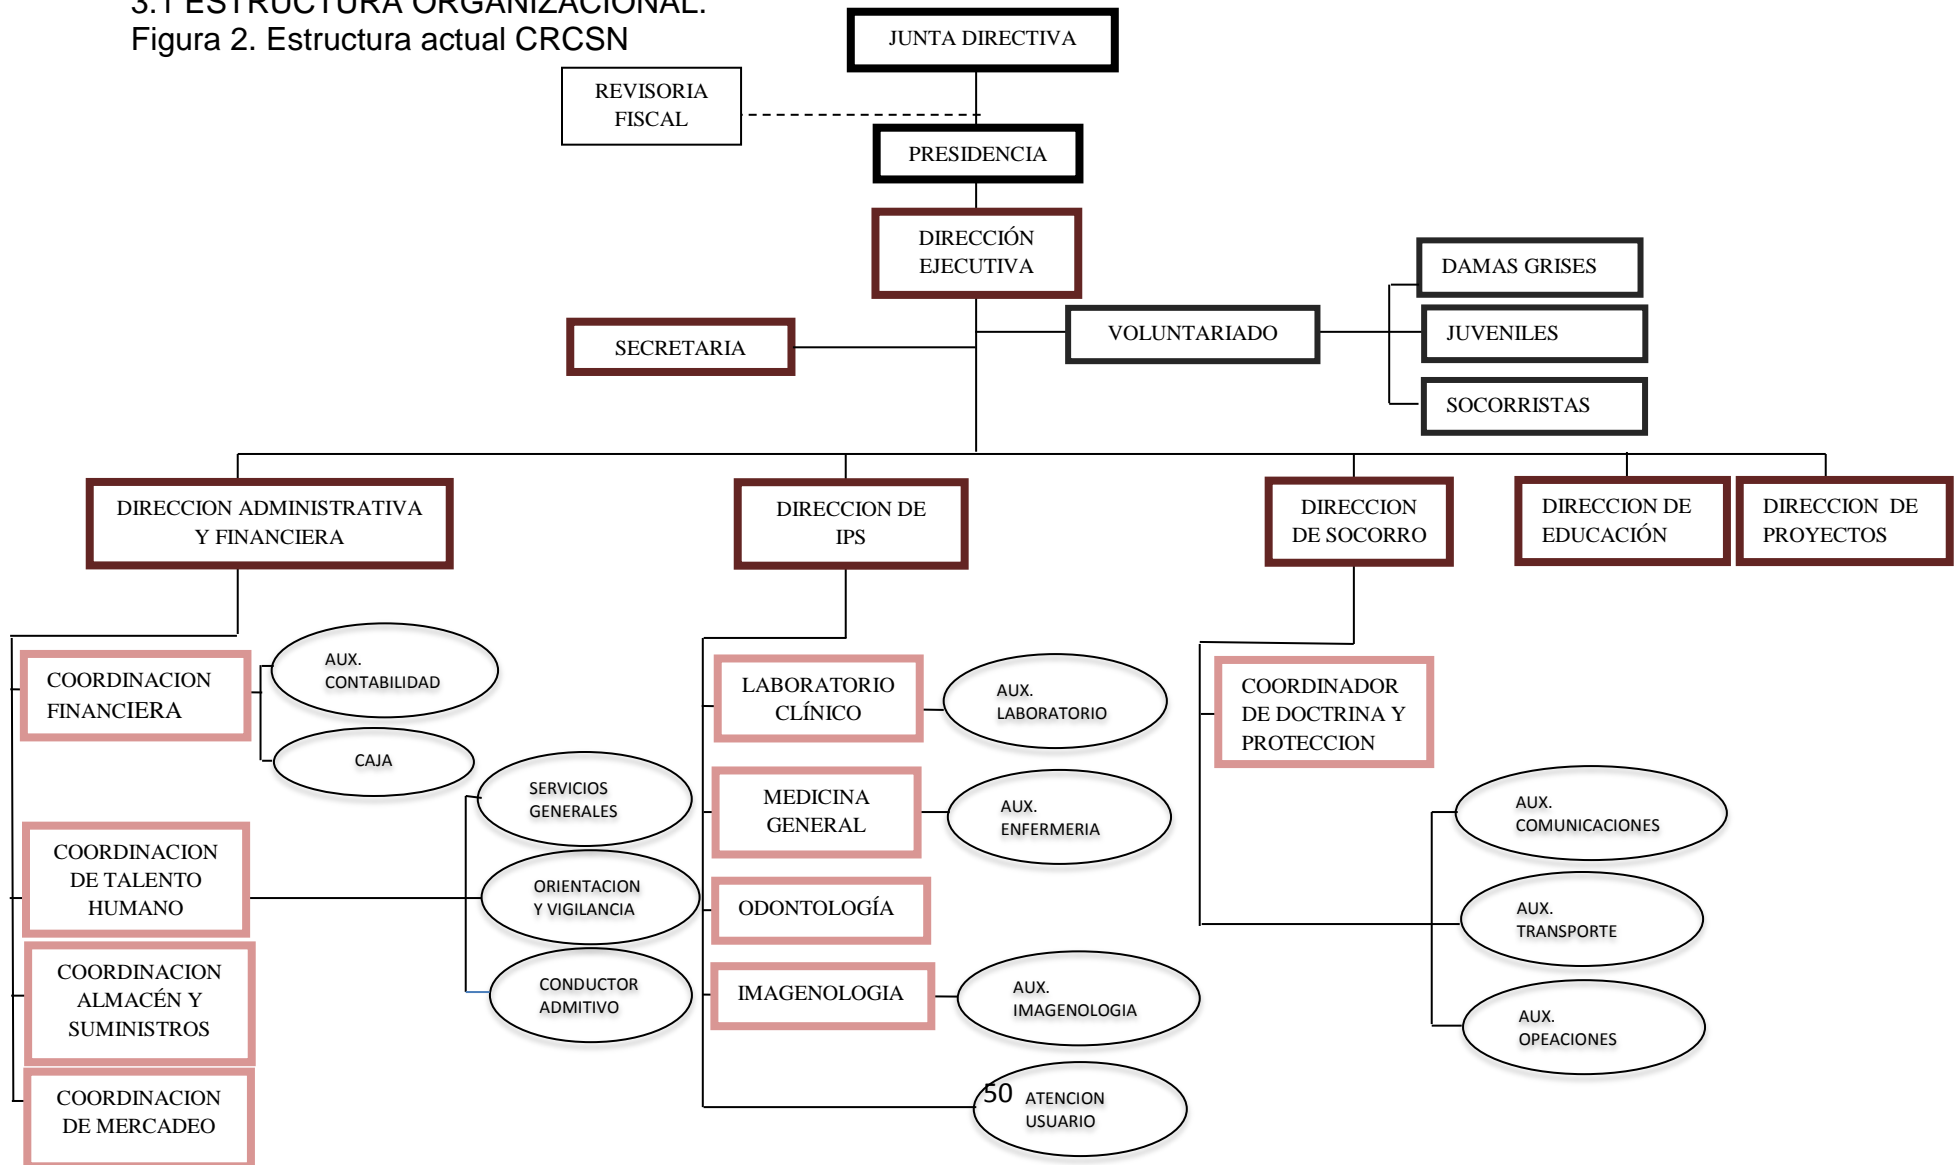 3.1 ESTRUCTURA ORGANIZACIONAL.
Figura 2. Estructura actual CRCSN
JUNTA DIRECTIVA
REVISORIA
FISCAL
PRESIDENCIA
DIRECCIÓN
EJECUTIVA
SECRETARIA
VOLUNTARIADO
DAMAS GRISES
JUVENILES
SOCORRISTAS
DIRECCION ADMINISTRATIVA
Y FINANCIERA
DIRECCION DE
IPS
DIRECCION
DE SOCORRO
DIRECCION DE
EDUCACIÓN
DIRECCION  DE
PROYECTOS
COORDINACION
FINANCIERA
AUX.
CONTABILIDAD
CAJA
COORDINACION
DE TALENTO
HUMANO
SERVICIOS
GENERALES
ORIENTACION
Y VIGILANCIA
CONDUCTOR
ADMITIVO
COORDINACION
ALMACÉN Y
SUMINISTROS
COORDINACION
DE MERCADEO
LABORATORIO
CLÍNICO
AUX.
LABORATORIO
MEDICINA
GENERAL
AUX.
ENFERMERIA
ODONTOLOGÍA
IMAGENOLOGIA
AUX.
IMAGENOLOGIA
ATENCION
USUARIO
COORDINADOR
DE DOCTRINA Y
PROTECCION
AUX.
COMUNICACIONES
AUX.
TRANSPORTE
AUX.
OPEACIONES
50